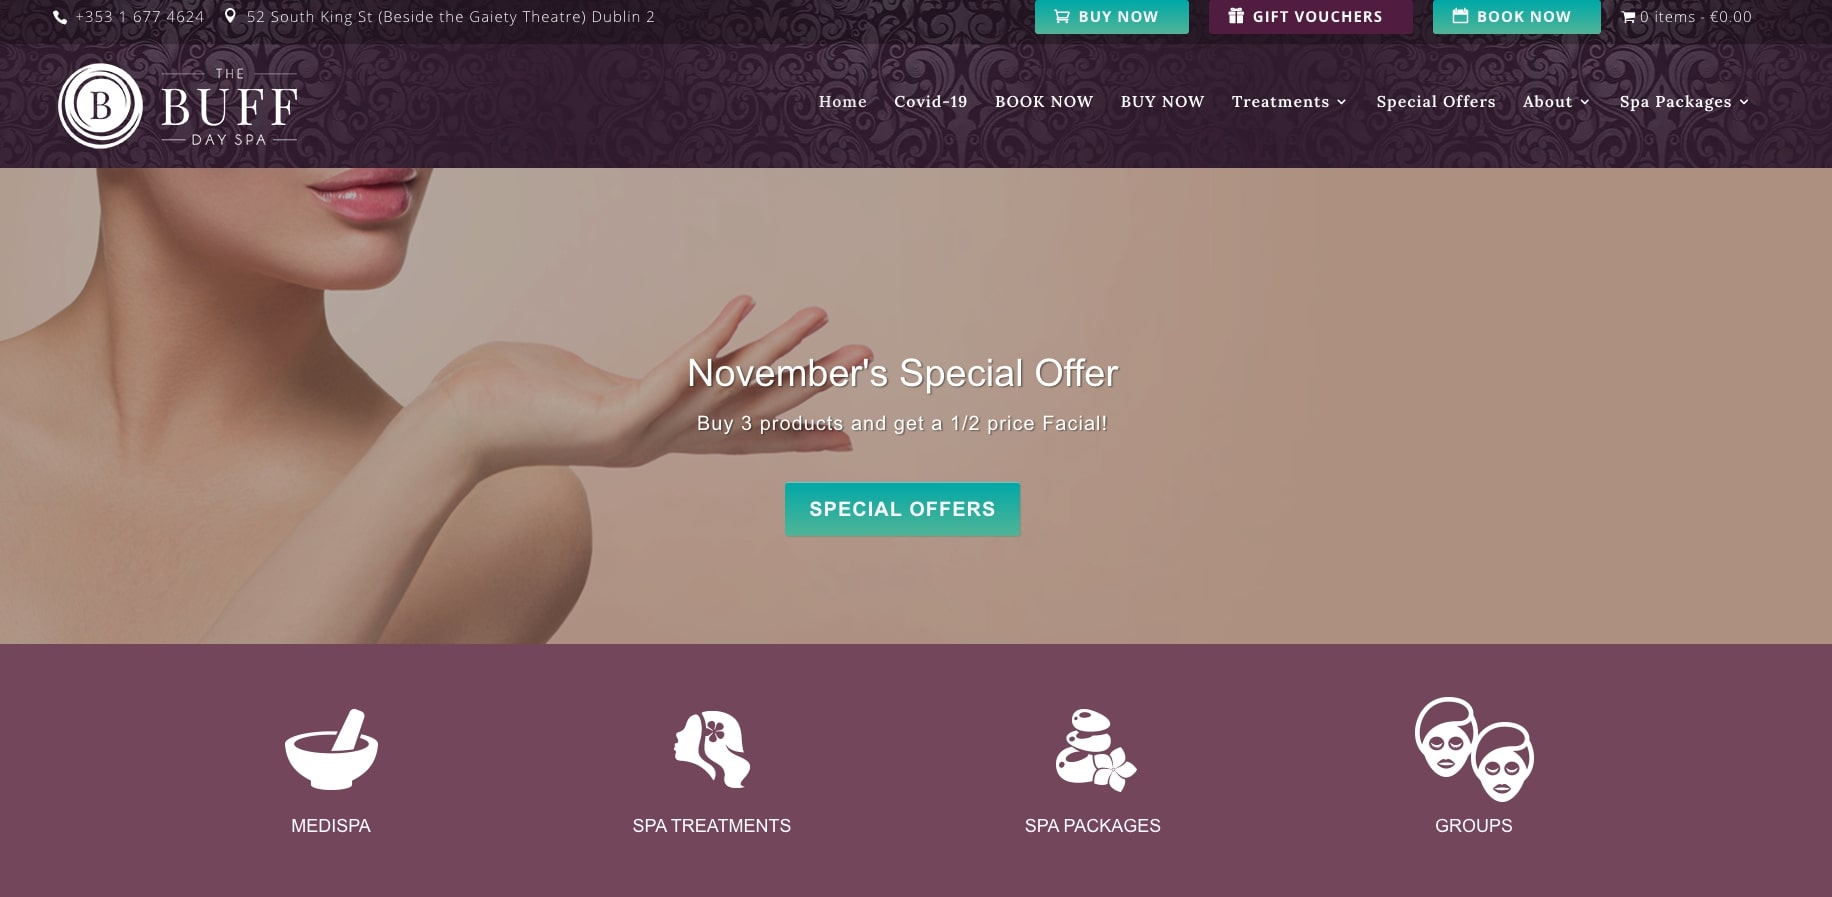 +353 1 677 4624 52 South King St (Beside the Gaiety Theatre) Dublin 2 BUY NOW GIFT VOUCHERS BOOK NOW 0 items - €0.00
B
THE
BUFF
DAY SPA
Home Covid-19 BOOK NOW BUY NOW Treatments Special Offers About Spa Packages
November's Special Offer
Buy 3 products and get a 1/2 price Facial!
SPECIAL OFFERS
MEDISPA SPA TREATMENTS SPA PACKAGES GROUPS